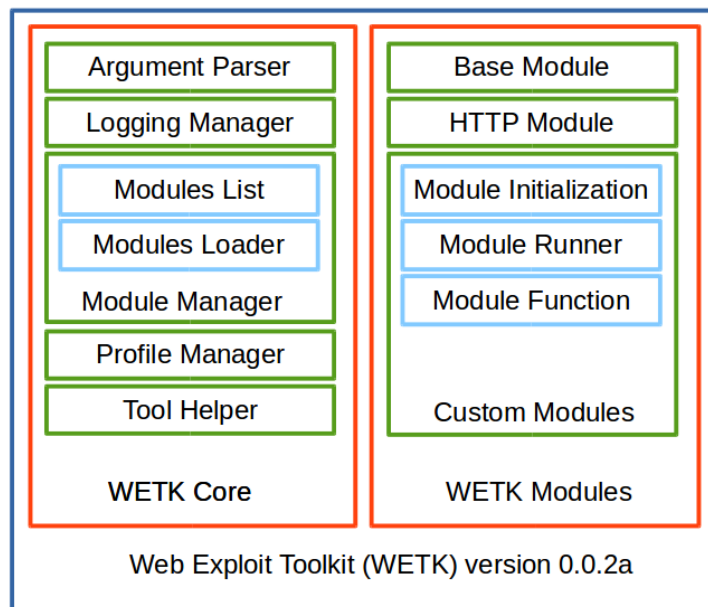 Argument Parser
Logging Manager
Modules List
Modules Loader
Module Manager
Profile Manager
Tool Helper
WETK Core
Base Module
HTTP Module
Module Initialization
Module Runner
Module Function
Custom Modules
WETK Modules
Web Exploit Toolkit (WETK) version 0.0.2a